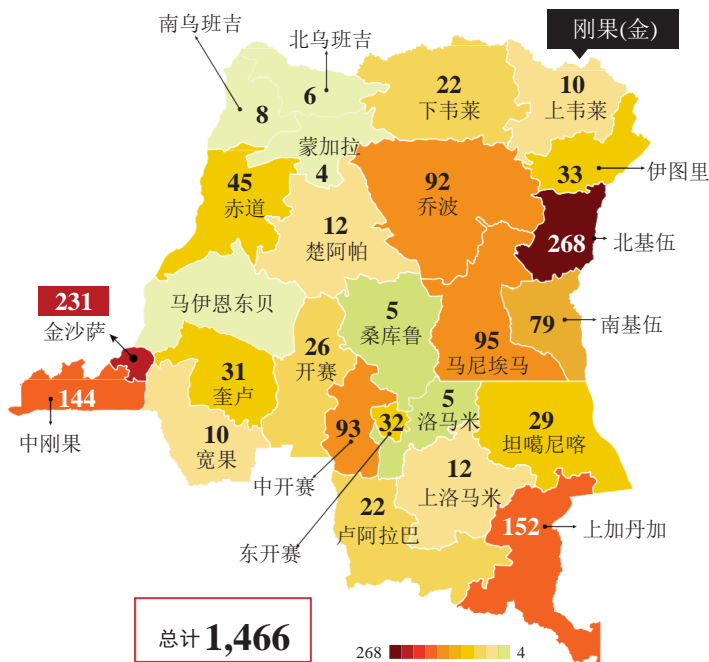 刚果(金)
南乌班吉
北乌班吉
8
6
22
下韦莱
10
上韦莱
蒙加拉
4
45
赤道
92
乔波
33
伊图里
12
楚阿帕
268
北基伍
231
金沙萨
马伊恩东贝
5
桑库鲁
79
南基伍
26
开赛
95
马尼埃马
31
奎卢
144
中刚果
10
宽果
93
中开赛
32
东开赛
5
洛马米
29
坦噶尼喀
12
上洛马米
22
卢阿拉巴
152
上加丹加
总计 1,466
268 4